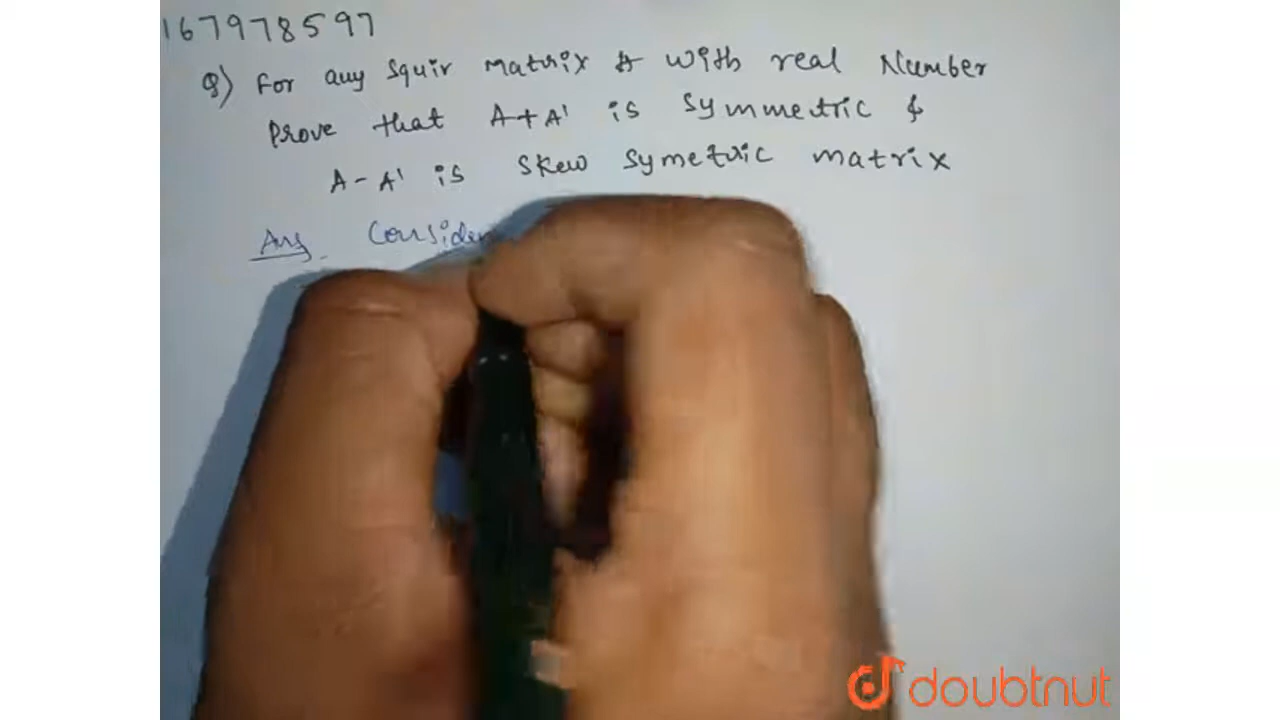 167978597
Q) For any Squir matrix A with real Number
Prove that A+A' is symmetric &
A-A' is skew symetric matrix
Ans Consider
doubtnut